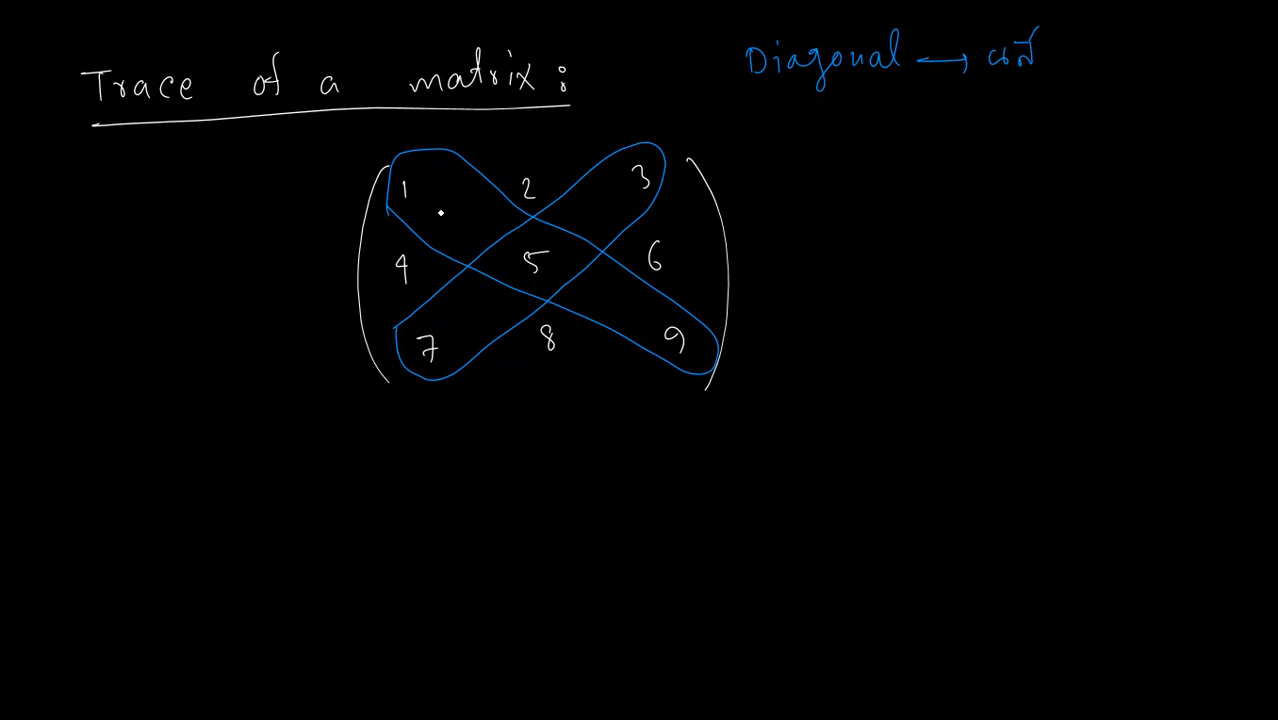 Trace of a matrix:
Diagonal → কর্ণ
1 2 3
4 5 6
7 8 9